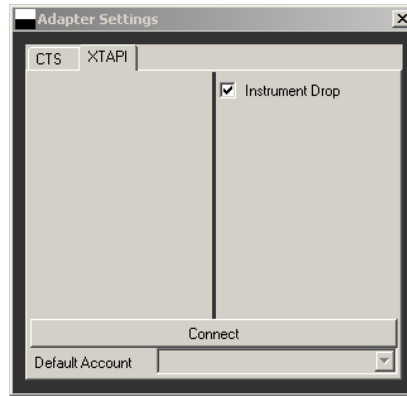 Adapter Settings
CTS XTAPI
Instrument Drop
Connect
Default Account